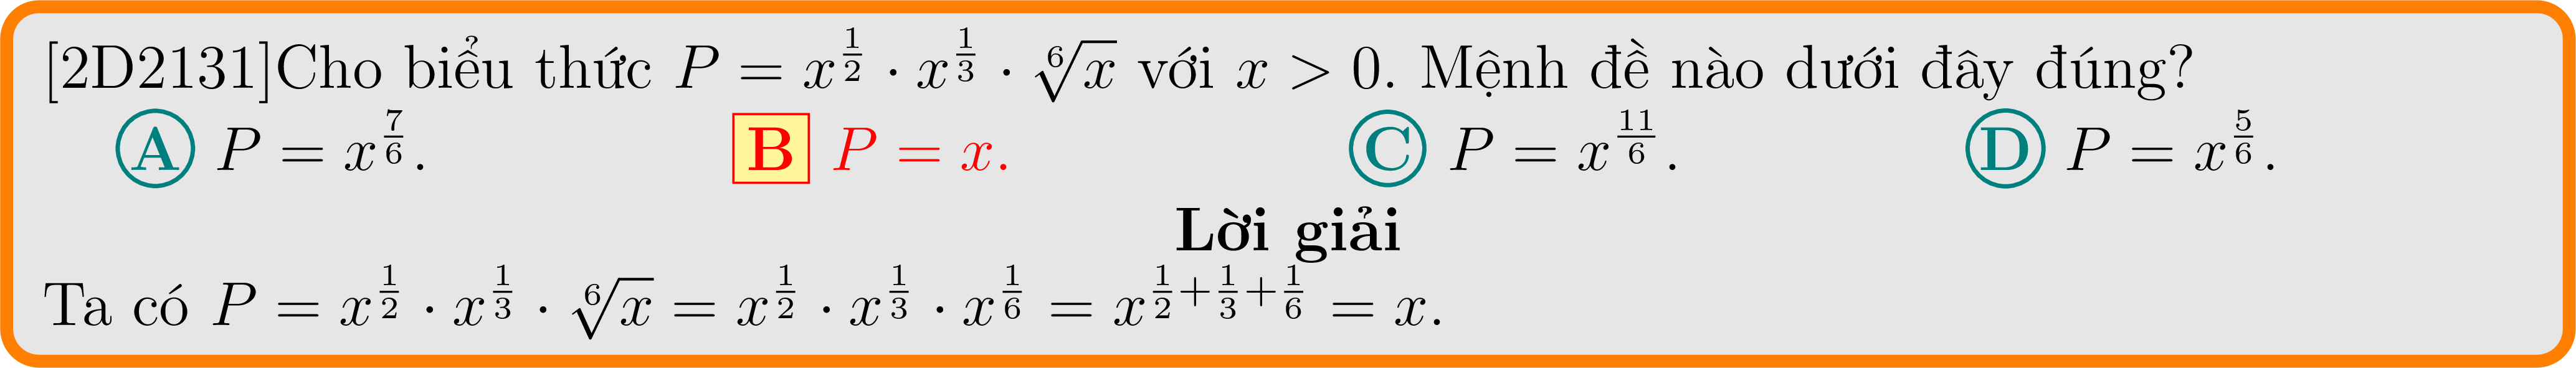 [2D2131]Cho biểu thức $P = x^{\frac{1}{2}} \cdot x^{\frac{1}{3}} \cdot \sqrt[6]{x}$ với $x > 0$. Mệnh đề nào dưới đây đúng?
A $P = x^{\frac{7}{6}}$. B $P = x$. C $P = x^{\frac{11}{6}}$. D $P = x^{\frac{5}{6}}$.
Lời giải
Ta có $P = x^{\frac{1}{2}} \cdot x^{\frac{1}{3}} \cdot \sqrt[6]{x} = x^{\frac{1}{2}} \cdot x^{\frac{1}{3}} \cdot x^{\frac{1}{6}} = x^{\frac{1}{2}+\frac{1}{3}+\frac{1}{6}} = x$.